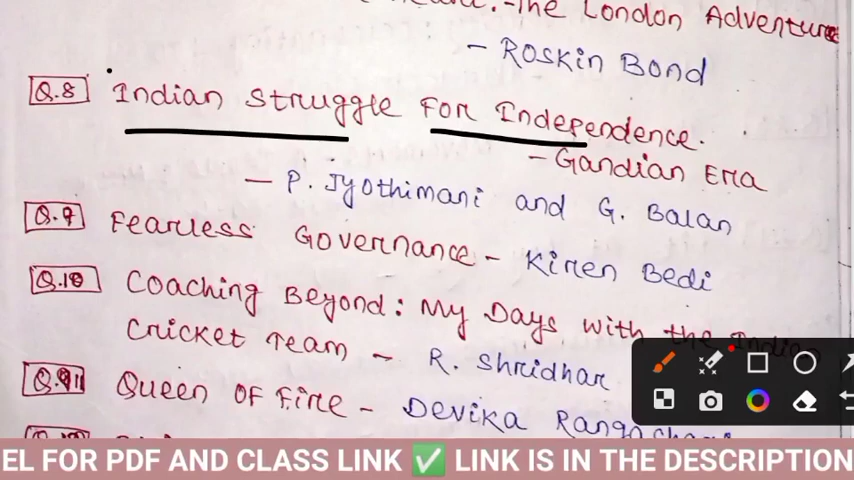 -The London Adventure
- Roskin Bond
Q.8 Indian Struggle For Independence.
- Gandian Era
- P. Jyothimani and G. Balan
Q.9 Fearless Governance - Kiren Bedi
Q.10 Coaching Beyond: My Days with the Indian
Cricket Team - R. Shridhar
Q.11 Queen Of Fire - Devika Rangachari
EL FOR PDF AND CLASS LINK ✅ LINK IS IN THE DESCRIPTION